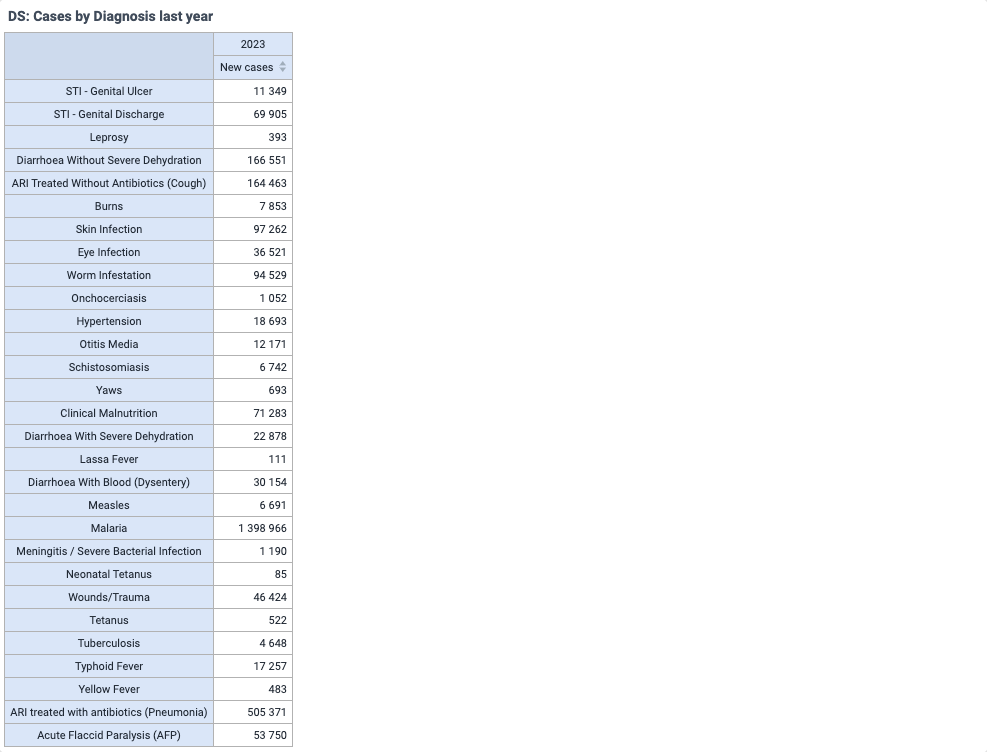 DS: Cases by Diagnosis last year
2023
New cases
STI - Genital Ulcer 11 349
STI - Genital Discharge 69 905
Leprosy 393
Diarrhoea Without Severe Dehydration 166 551
ARI Treated Without Antibiotics (Cough) 164 463
Burns 7 853
Skin Infection 97 262
Eye Infection 36 521
Worm Infestation 94 529
Onchocerciasis 1 052
Hypertension 18 693
Otitis Media 12 171
Schistosomiasis 6 742
Yaws 693
Clinical Malnutrition 71 283
Diarrhoea With Severe Dehydration 22 878
Lassa Fever 111
Diarrhoea With Blood (Dysentery) 30 154
Measles 6 691
Malaria 1 398 966
Meningitis / Severe Bacterial Infection 1 190
Neonatal Tetanus 85
Wounds/Trauma 46 424
Tetanus 522
Tuberculosis 4 648
Typhoid Fever 17 257
Yellow Fever 483
ARI treated with antibiotics (Pneumonia) 505 371
Acute Flaccid Paralysis (AFP) 53 750